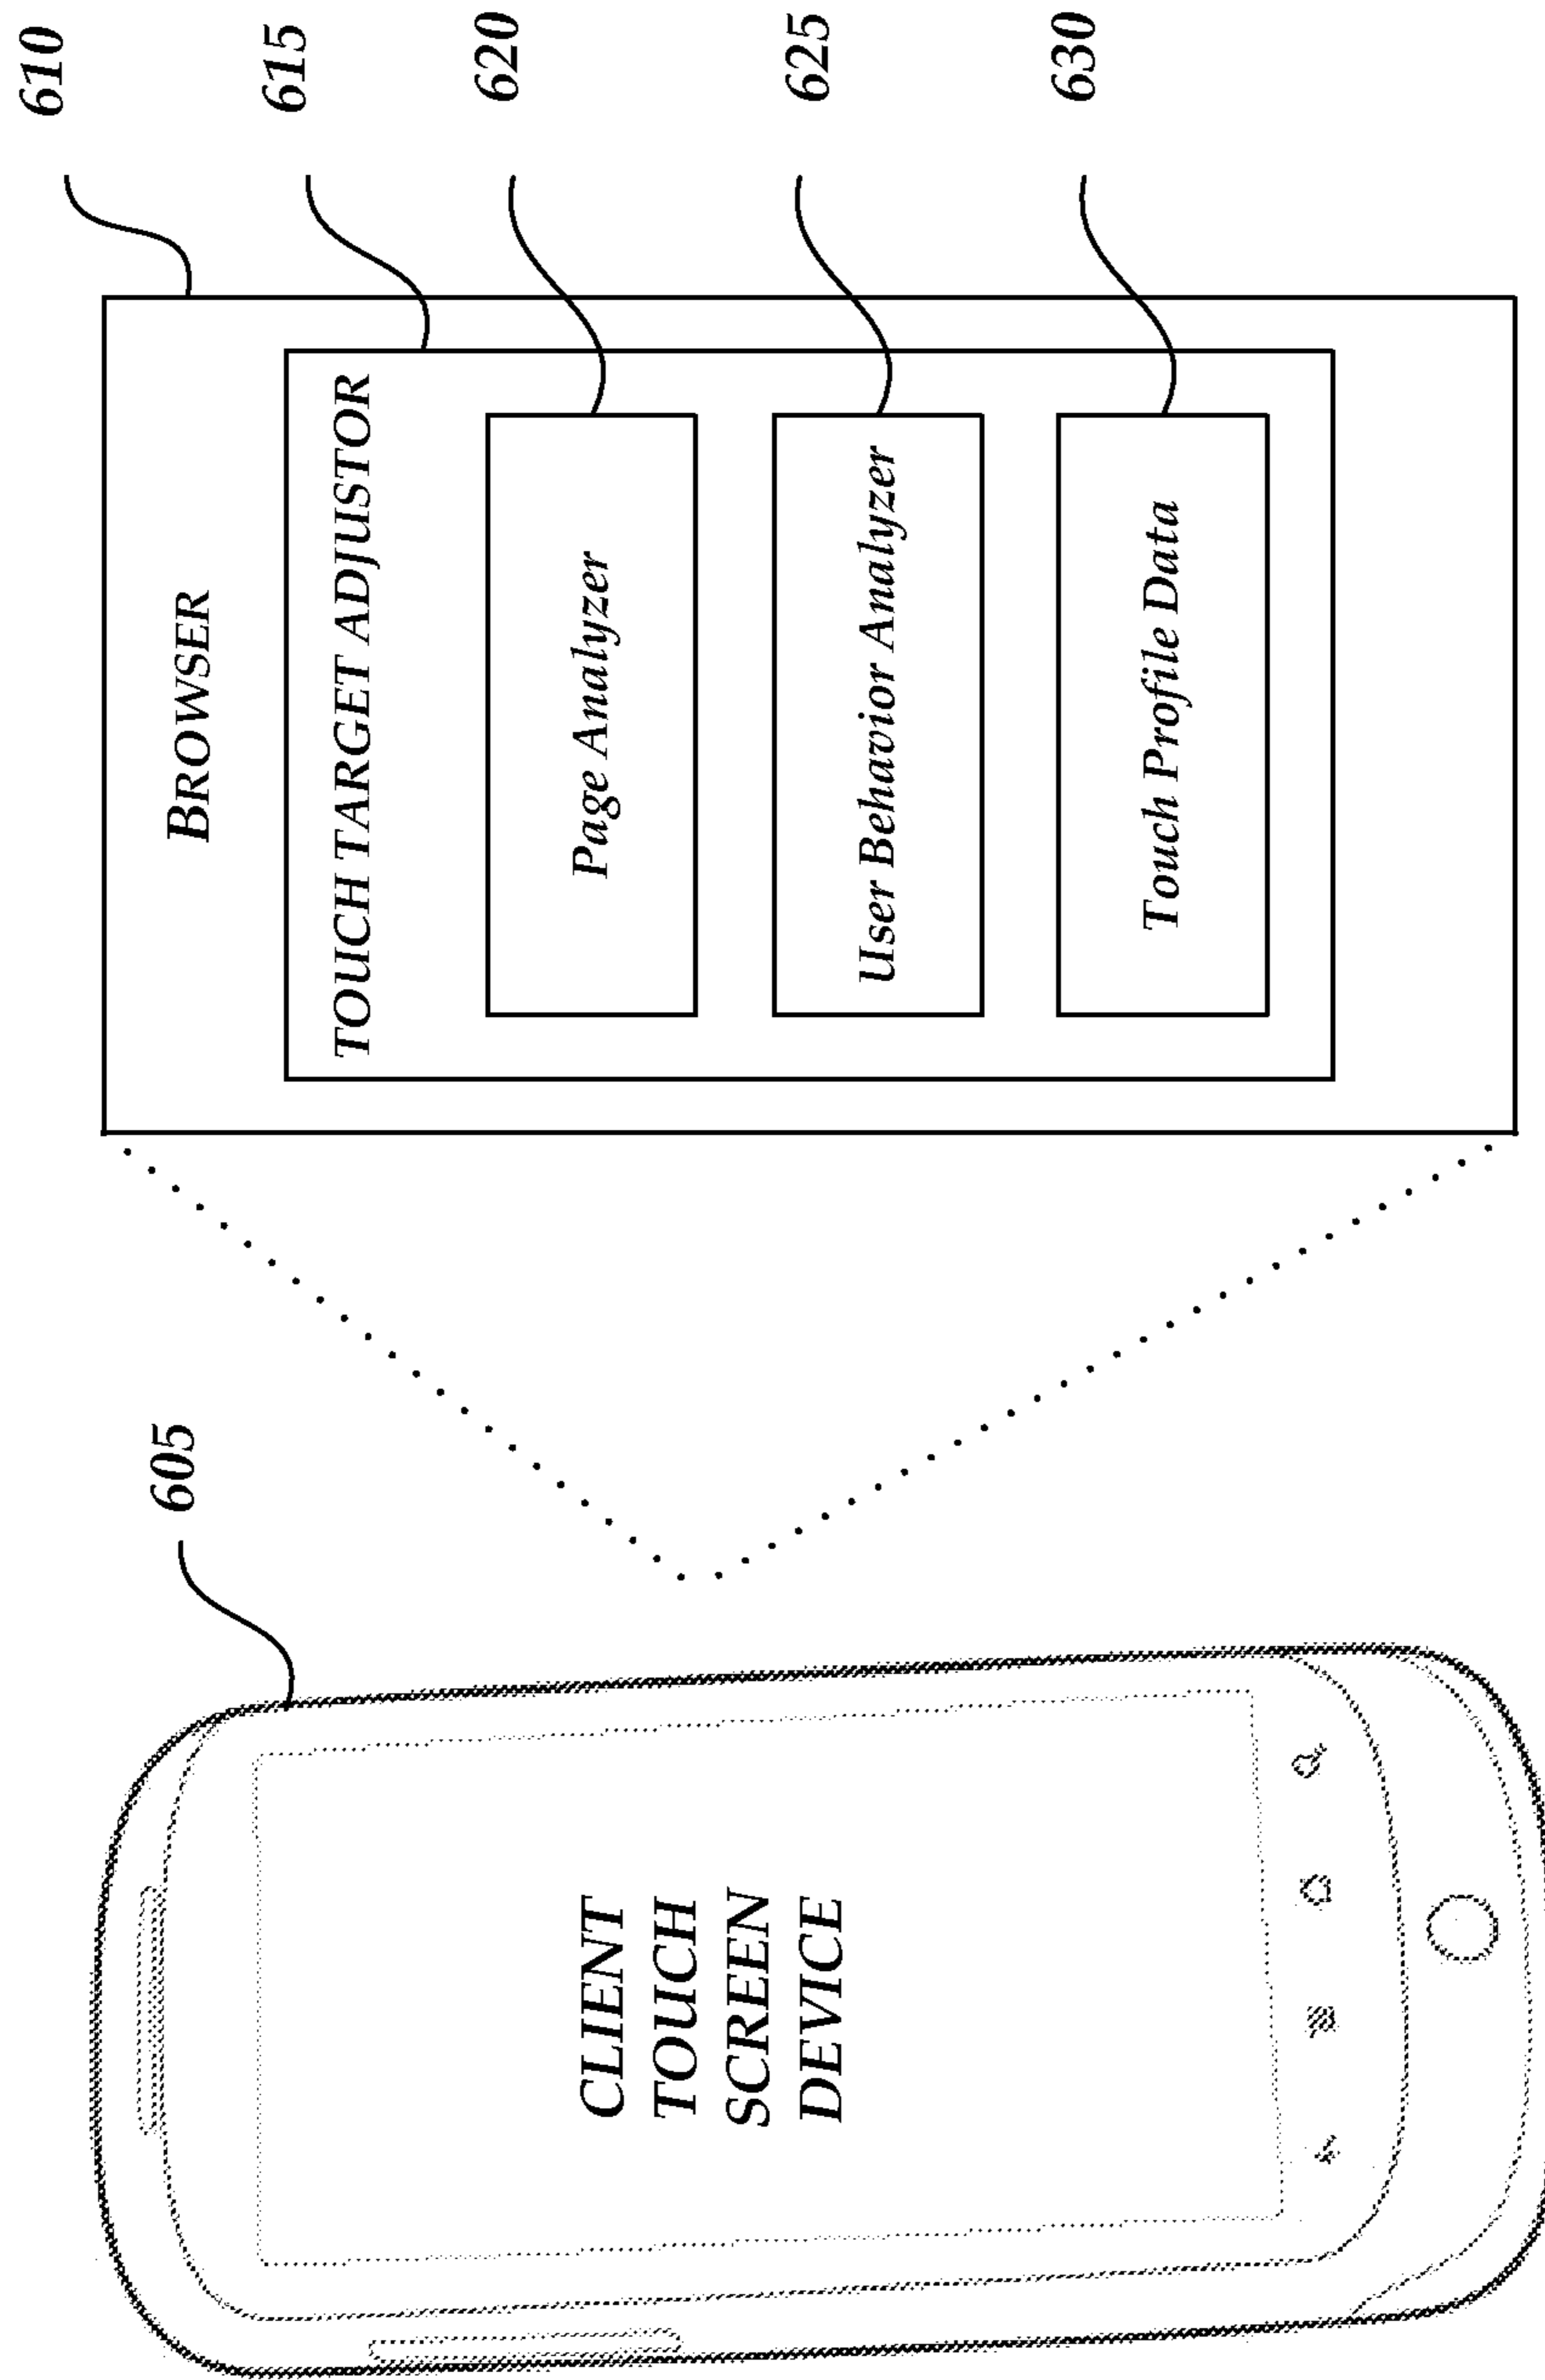 605
CLIENT
TOUCH
SCREEN
DEVICE
BROWSER
TOUCH TARGET ADJUSTOR
Page Analyzer
User Behavior Analyzer
Touch Profile Data
610
615
620
625
630